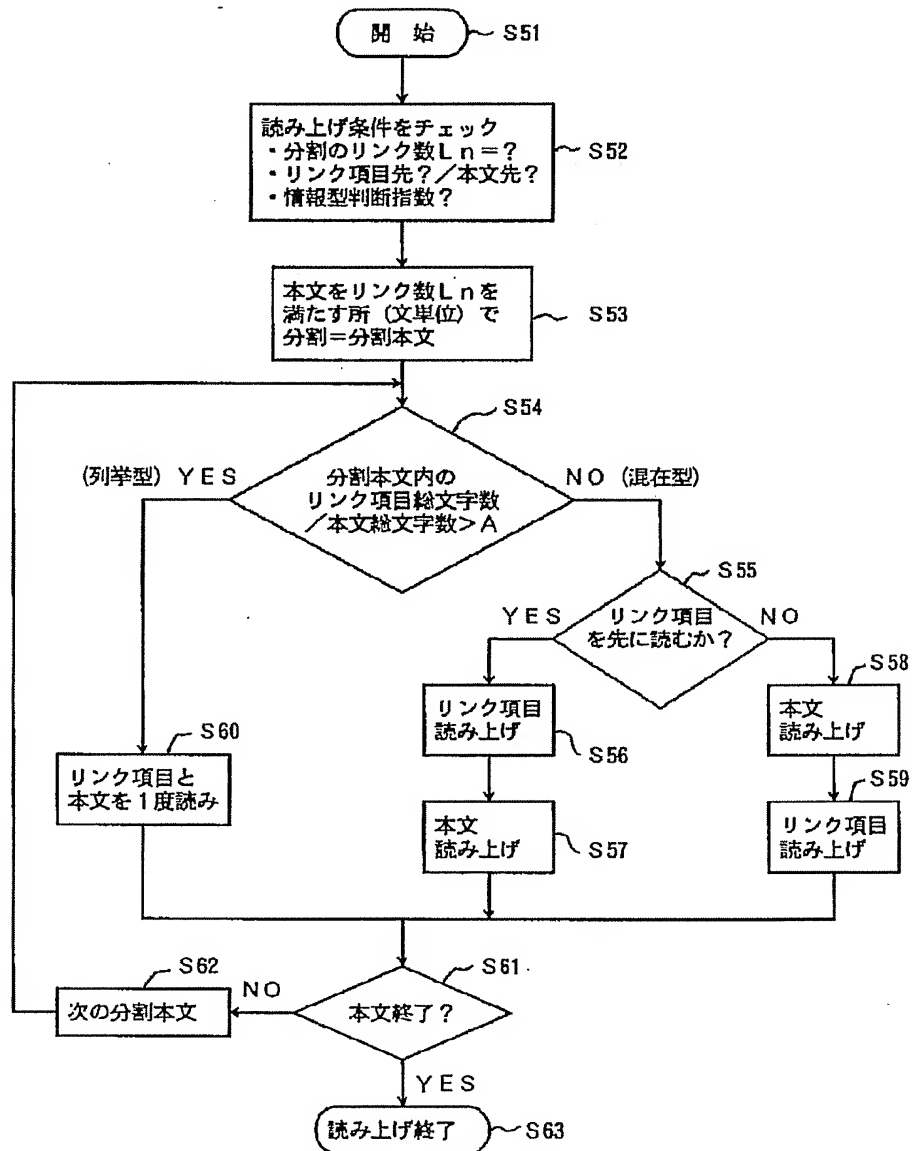 開 始
S51
読み上げ条件をチェック
・分割のリンク数Ln=?
・リンク項目先?/本文先?
・情報型判断指数?
S52
本文をリンク数Lnを
満たす所(文単位)で
分割=分割本文
S53
S54
(列挙型) YES
分割本文内の
リンク項目総文字数
/本文総文字数>A
NO (混在型)
S55
YES
リンク項目
を先に読むか?
NO
S58
リンク項目
読み上げ
S56
本文
読み上げ
S60
リンク項目と
本文を1度読み
S59
本文
読み上げ
S57
リンク項目
読み上げ
S62
NO
S61
次の分割本文
本文終了?
YES
読み上げ終了
S63